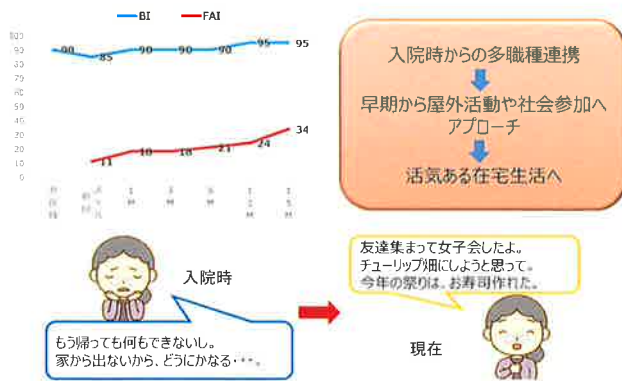 BI
FAI
90
85
90
90
90
95
95
11
18
21
24
34
入院時からの多職種連携
早期から屋外活動や社会参加へ
アプローチ
活気ある在宅生活へ
入院時
もう帰っても何もできないし。
家から出ないから、どうにかなる・・・。
友達集まって女子会したよ。
チューリップ畑にしようと思って。
今年の祭りは、お寿司作れた。
現在